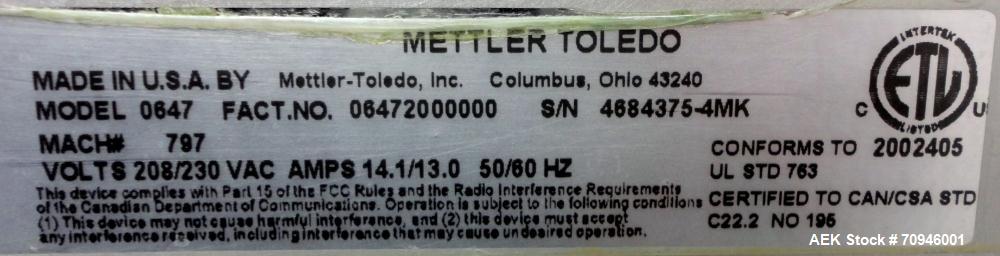 METTLER TOLEDO
MADE IN U.S.A. BY Mettler-Toledo, Inc. Columbus, Ohio 43240
MODEL 0647 FACT.NO. 06472000000 S/N 4684375-4MK
MACH# 797
VOLTS 208/230 VAC AMPS 14.1/13.0 50/60 HZ
This device complies with Part 15 of the FCC Rules and the Radio Interference Requirements
of the Canadian Department of Communications. Operation is subject to the following conditions
(1) This device may not cause harmful interference, and (2) this device must accept
any interference received, including interference that may cause undesired operation.
INTERTEK
ETL
LISTED
C US
CONFORMS TO 2002405
UL STD 763
CERTIFIED TO CAN/CSA STD
C22.2 NO 195
AEK Stock # 70946001